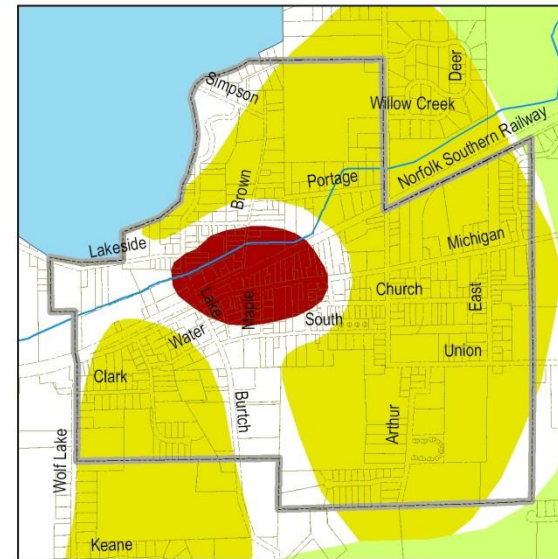 Simpson
Deer
Willow Creek
Norfolk Southern Railway
Portage
Brown
Michigan
Lakeside
Church
East
Lake
Maple
South
Water
Union
Clark
Burtch
Arthur
Wolf Lake
Keane